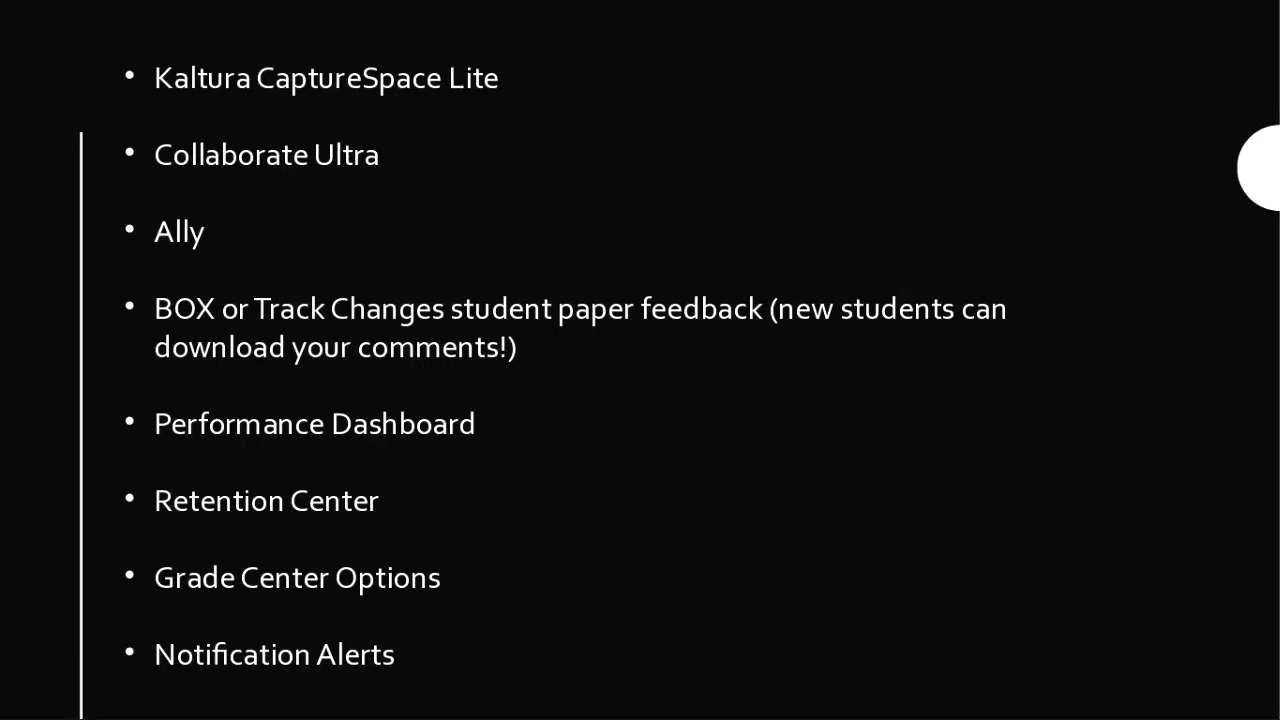 • Kaltura CaptureSpace Lite
• Collaborate Ultra
• Ally
• BOX or Track Changes student paper feedback (new students can
download your comments!)
• Performance Dashboard
• Retention Center
• Grade Center Options
• Notification Alerts